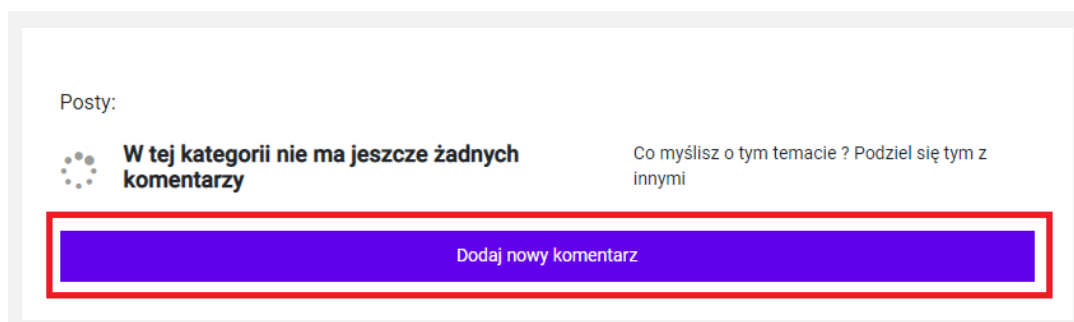 Posty:
W tej kategorii nie ma jeszcze żadnych
komentarzy
Co myślisz o tym temacie ? Podziel się tym z
innymi
Dodaj nowy komentarz